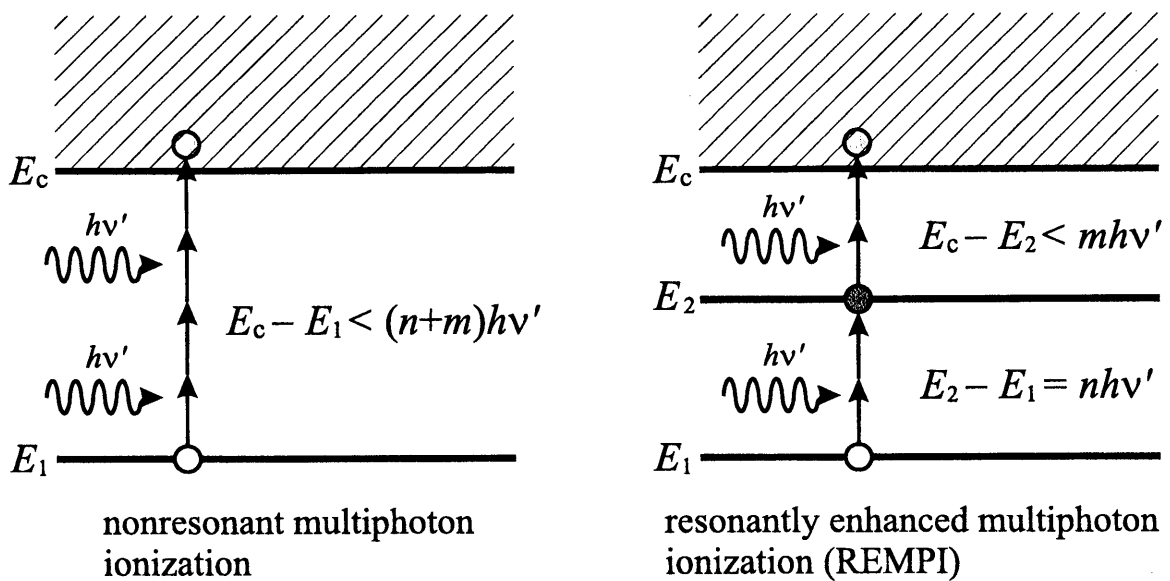 E_c
hν'
hν'
E_c – E_1 < (n+m)hν'
E_1
nonresonant multiphoton
ionization
E_c
hν'
E_c – E_2 < mhν'
E_2
hν'
E_2 – E_1 = nhν'
E_1
resonantly enhanced multiphoton
ionization (REMPI)